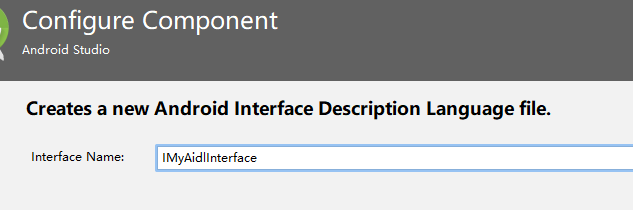 Configure Component
Android Studio
Creates a new Android Interface Description Language file.
Interface Name: IMyAidlInterface